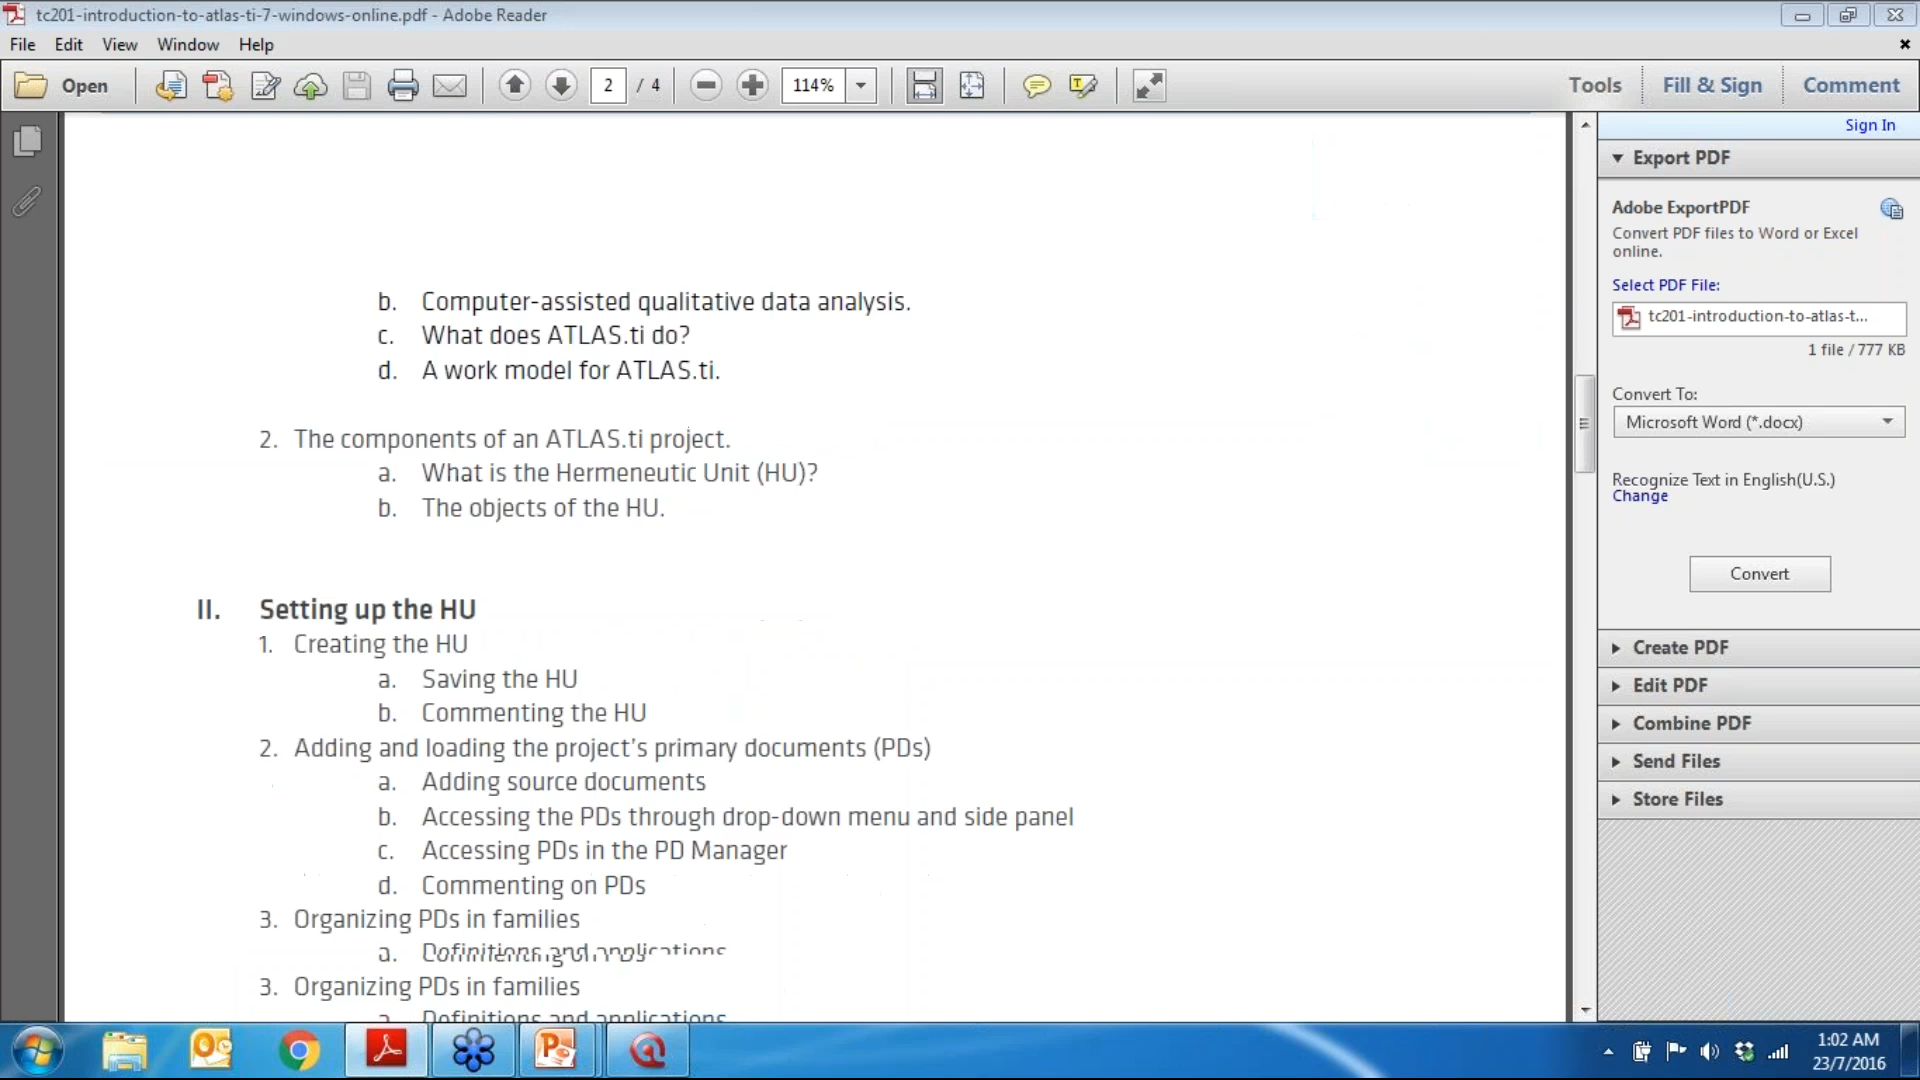 tc201-introduction-to-atlas-ti-7-windows-online.pdf - Adobe Reader
File Edit View Window Help
Open 2 / 4 114% Tools Fill & Sign Comment
Sign In
Export PDF
Adobe ExportPDF
Convert PDF files to Word or Excel
online.
Select PDF File:
tc201-introduction-to-atlas-t...
1 file / 777 KB
Convert To:
Microsoft Word (*.docx)
Recognize Text in English(U.S.)
Change
Convert
Create PDF
Edit PDF
Combine PDF
Send Files
Store Files
b. Computer-assisted qualitative data analysis.
c. What does ATLAS.ti do?
d. A work model for ATLAS.ti.
2. The components of an ATLAS.ti project.
a. What is the Hermeneutic Unit (HU)?
b. The objects of the HU.
II. Setting up the HU
1. Creating the HU
a. Saving the HU
b. Commenting the HU
2. Adding and loading the project's primary documents (PDs)
a. Adding source documents
b. Accessing the PDs through drop-down menu and side panel
c. Accessing PDs in the PD Manager
d. Commenting on PDs
3. Organizing PDs in families
a. Definitions and applications
3. Organizing PDs in families
a. Definitions and applications
1:02 AM
23/7/2016